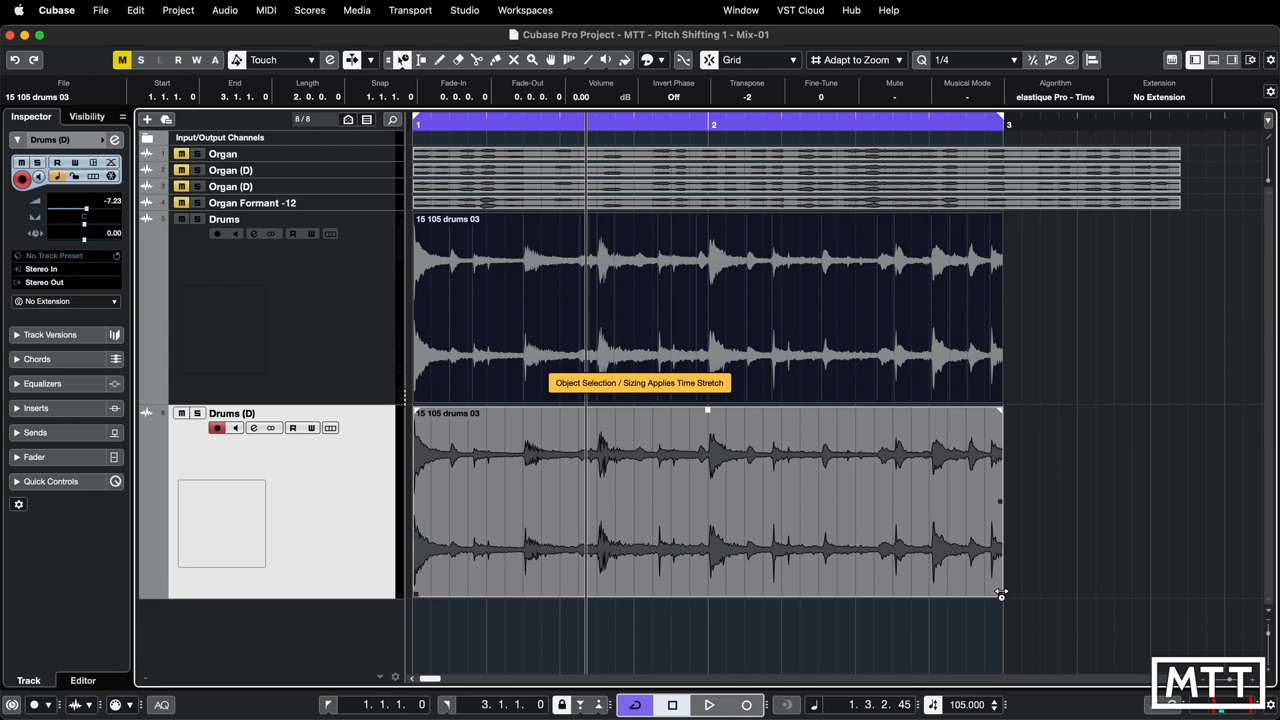 Cubase File Edit Project Audio MIDI Scores Media Transport Studio Workspaces Window VST Cloud Hub Help
Cubase Pro Project - MTT - Pitch Shifting 1 - Mix-01
M S L R W A Touch Grid Adapt to Zoom Q 1/4
File Start End Length Snap Fade-In Fade-Out Volume Invert Phase Transpose Fine-Tune Mute Musical Mode Algorithm Extension
15 105 drums 03 1. 1. 1. 0 3. 1. 1. 0 2. 0. 0. 0 1. 1. 1. 0 0. 0. 0. 0 0. 0. 0. 0 0.00 dB Off -2 0 - - elastique Pro - Time No Extension
Inspector Visibility
8/8
1 2 3
Drums (D)
Input/Output Channels
M S R W
1 m S Organ
2 m S Organ (D)
3 m S Organ (D)
4 m S Organ Formant -12
5 m S Drums
15 105 drums 03
R W
-7.23
C
0.00
No Track Preset
Stereo In
Stereo Out
No Extension
Track Versions
Chords
Equalizers
Object Selection / Sizing Applies Time Stretch
Inserts
6 m S Drums (D)
15 105 drums 03
R W
Sends
Fader
Quick Controls
Track Editor
MTT
AQ 1. 1. 1. 0